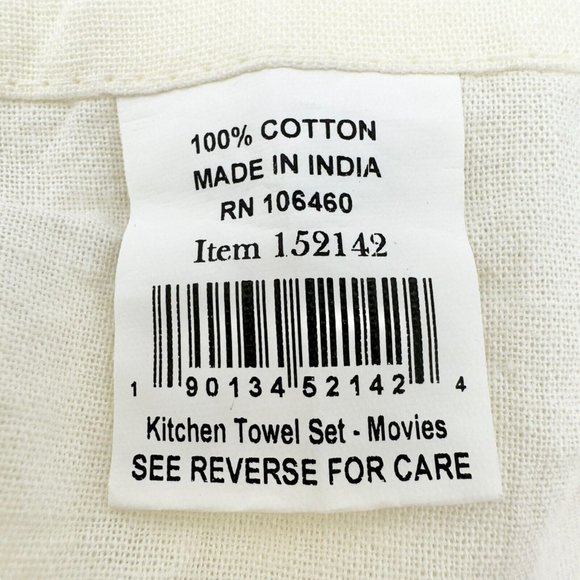 100% COTTON
MADE IN INDIA
RN 106460
Item 152142
1 90134 52142 4
Kitchen Towel Set - Movies
SEE REVERSE FOR CARE